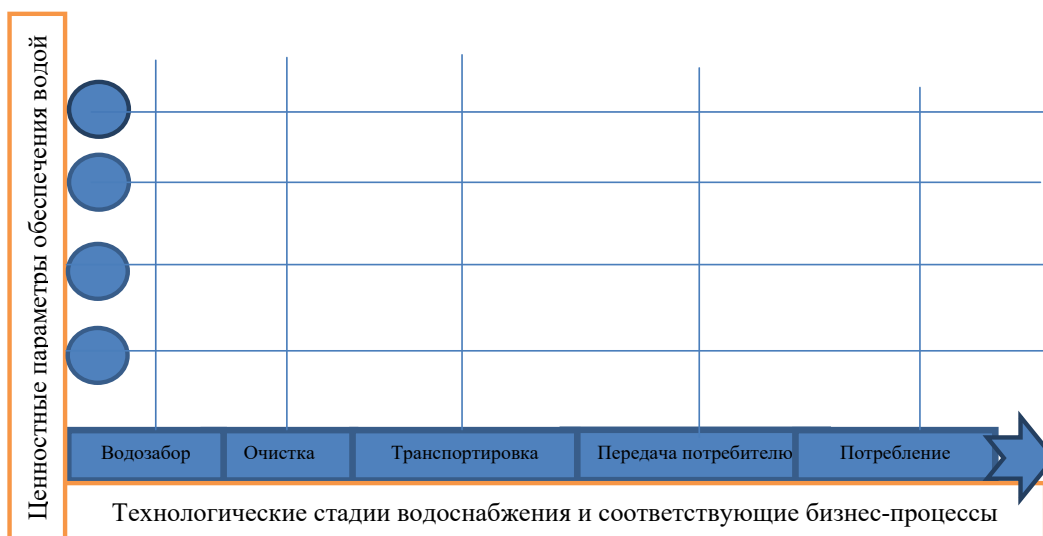 Ценностные параметры обеспечения водой
Водозабор
Очистка
Транспортировка
Передача потребителю
Потребление
Технологические стадии водоснабжения и соответствующие бизнес-процессы